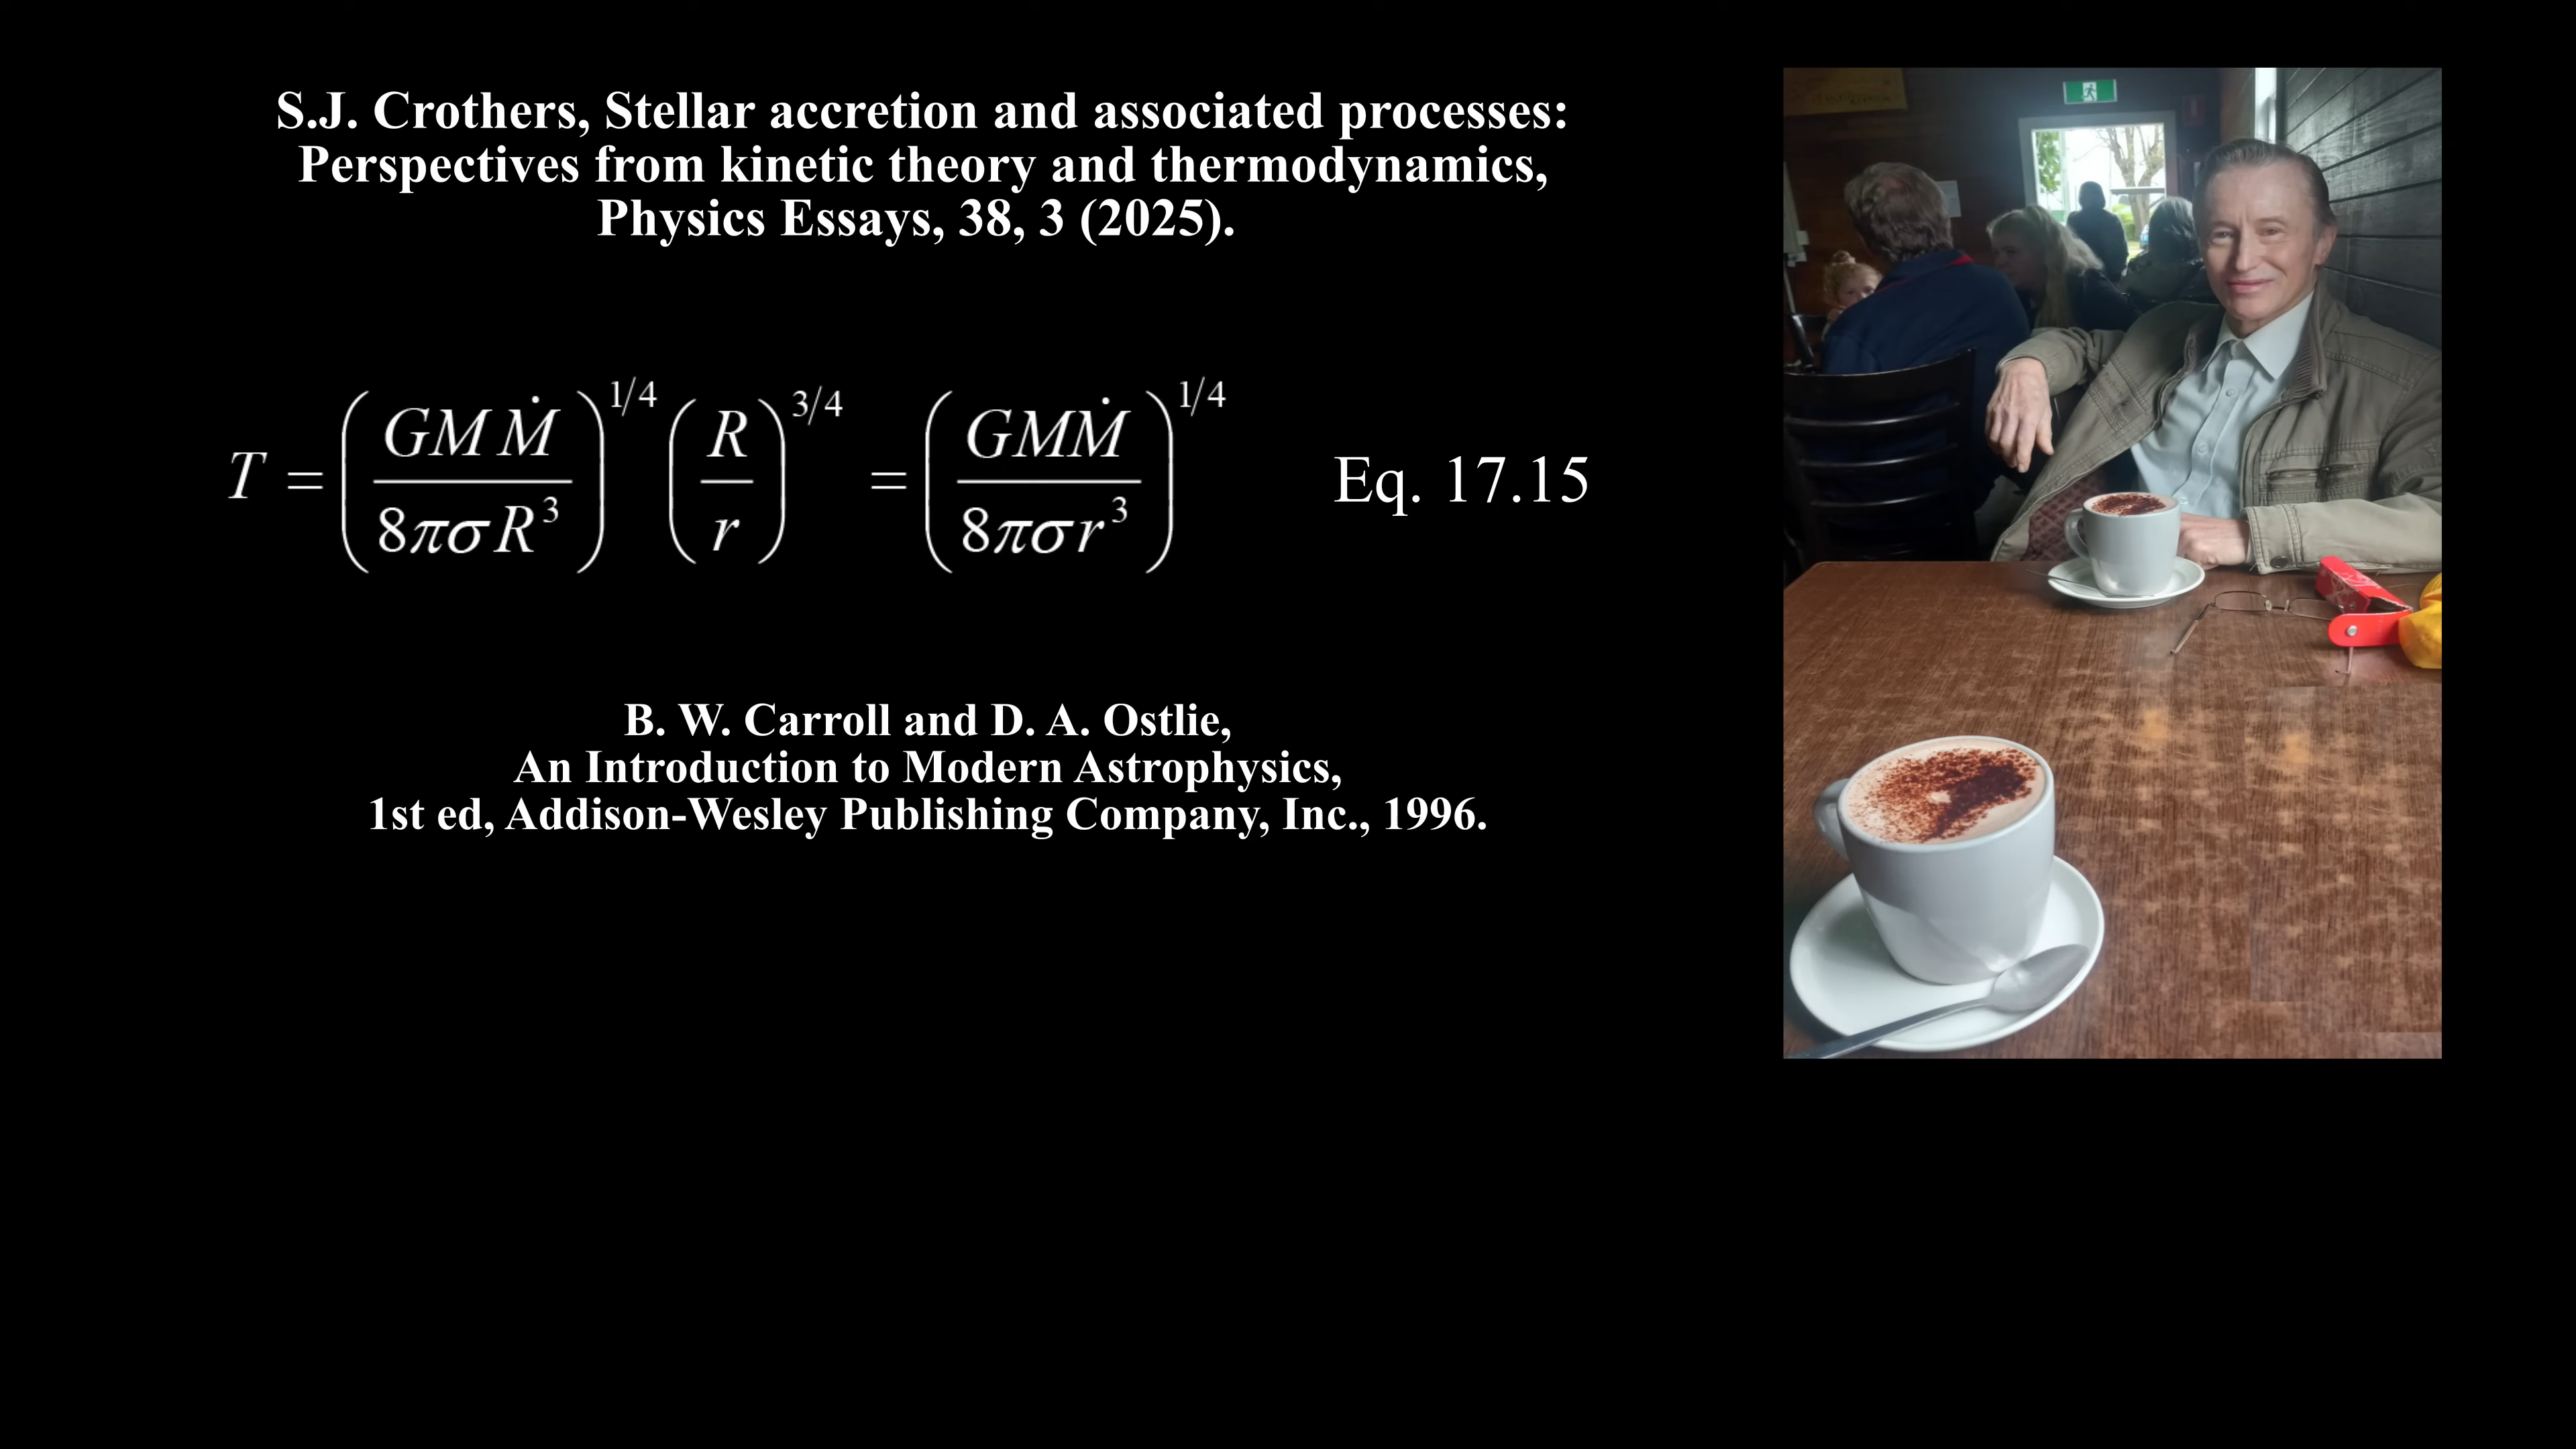 S.J. Crothers, Stellar accretion and associated processes:
Perspectives from kinetic theory and thermodynamics,
Physics Essays, 38, 3 (2025).
T = (GMṀ / 8πσR³)^1/4 (R / r)^3/4 = (GMṀ / 8πσr³)^1/4 Eq. 17.15
B. W. Carroll and D. A. Ostlie,
An Introduction to Modern Astrophysics,
1st ed, Addison-Wesley Publishing Company, Inc., 1996.